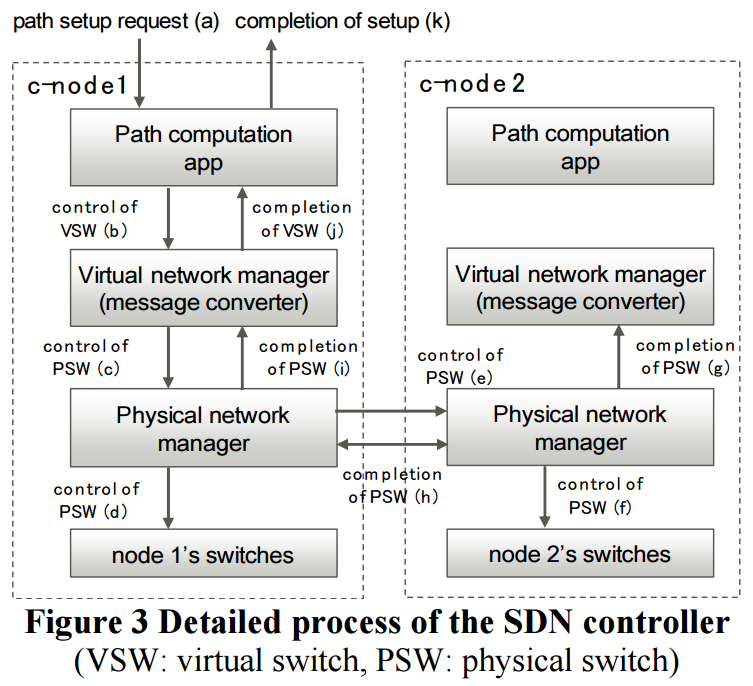 path setup request (a)
completion of setup (k)
c-node1
c-node2
Path computation
app
Path computation
app
control of
VSW (b)
completion
of VSW (j)
Virtual network manager
(message converter)
Virtual network manager
(message converter)
control of
PSW (c)
completion
of PSW (i)
control of
PSW (e)
completion
of PSW (g)
Physical network
manager
Physical network
manager
control of
PSW (d)
completion
of PSW (h)
control of
PSW (f)
node 1's switches
node 2's switches
Figure 3 Detailed process of the SDN controller
(VSW: virtual switch, PSW: physical switch)